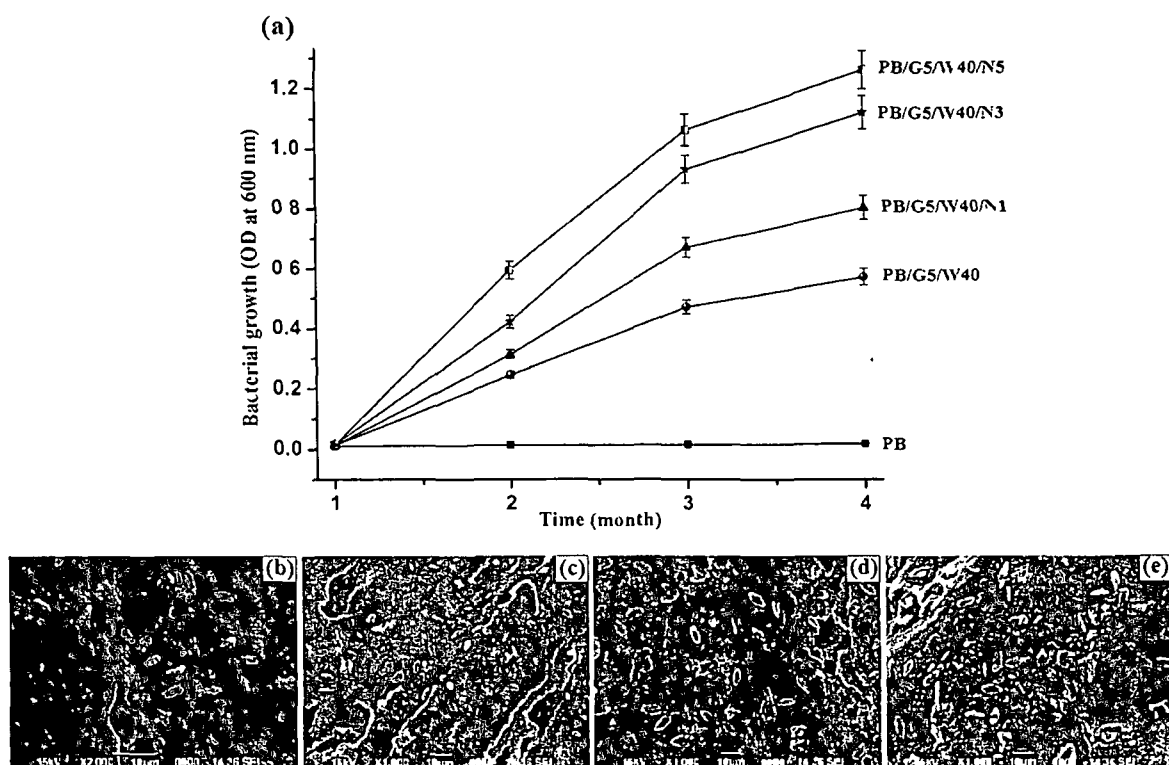 (a)
Bacterial growth (OD at 600 nm)
1.2
1.0
0.8
0.6
0.4
0.2
0.0
1
2
3
4
Time (month)
PB/G5/W40/N5
PB/G5/W40/N3
PB/G5/W40/N1
PB/G5/W40
PB
(b)
(c)
(d)
(e)
10µm